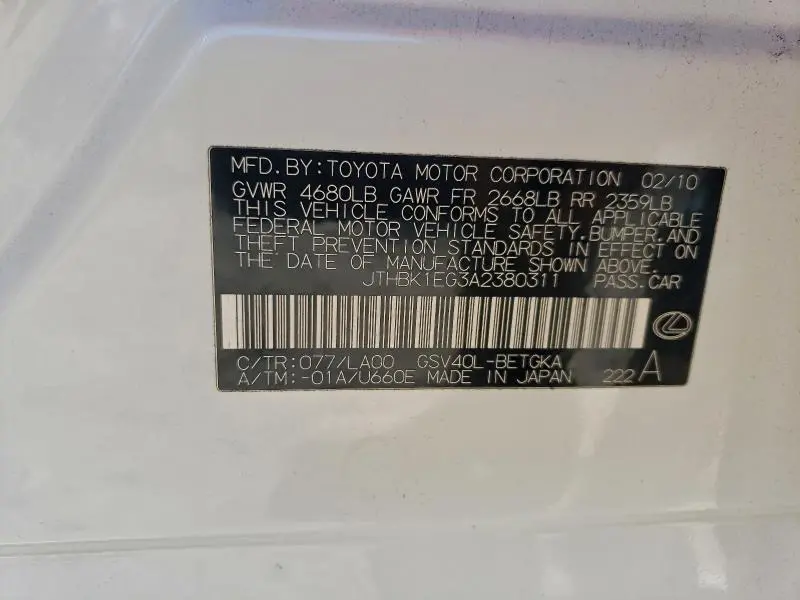 MFD.BY:TOYOTA MOTOR CORPORATION 02/10
GVWR 4680LB GAWR FR 2668LB RR 2359LB
THIS VEHICLE CONFORMS TO ALL APPLICABLE
FEDERAL MOTOR VEHICLE SAFETY,BUMPER,AND
THEFT PREVENTION STANDARDS IN EFFECT ON
THE DATE OF MANUFACTURE SHOWN ABOVE.
JTHBK1EG3A2380311 PASS.CAR
C/TR:077/LA00 GSV40L-BETGKA
A/TM:-01A/U660E MADE IN JAPAN 222 A